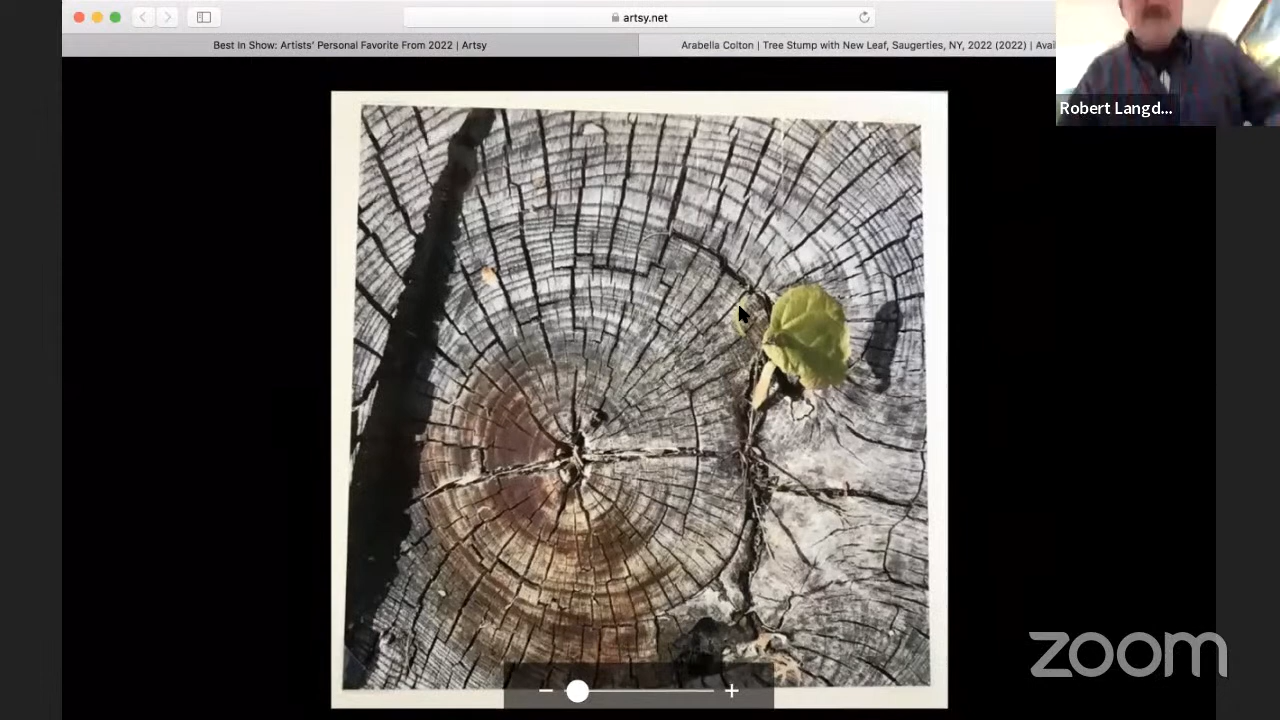 artsy.net
Best In Show: Artists' Personal Favorite From 2022 | Artsy
Arabella Colton | Tree Stump with New Leaf, Saugerties, NY, 2022 (2022) | Avai
Robert Langd...
zoom